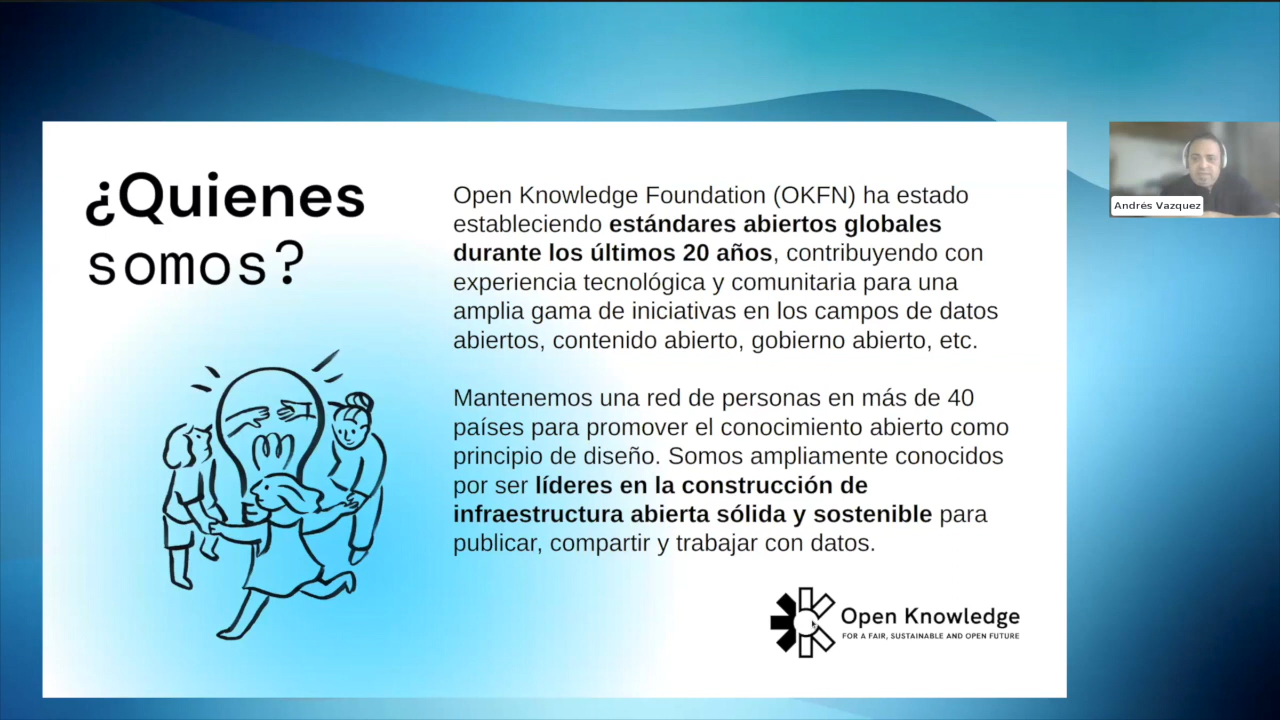 ¿Quienes
somos?
Open Knowledge Foundation (OKFN) ha estado
estableciendo estándares abiertos globales
durante los últimos 20 años, contribuyendo con
experiencia tecnológica y comunitaria para una
amplia gama de iniciativas en los campos de datos
abiertos, contenido abierto, gobierno abierto, etc.
Mantenemos una red de personas en más de 40
países para promover el conocimiento abierto como
principio de diseño. Somos ampliamente conocidos
por ser líderes en la construcción de
infraestructura abierta sólida y sostenible para
publicar, compartir y trabajar con datos.
Open Knowledge
FOR A FAIR, SUSTAINABLE AND OPEN FUTURE
Andrés Vazquez